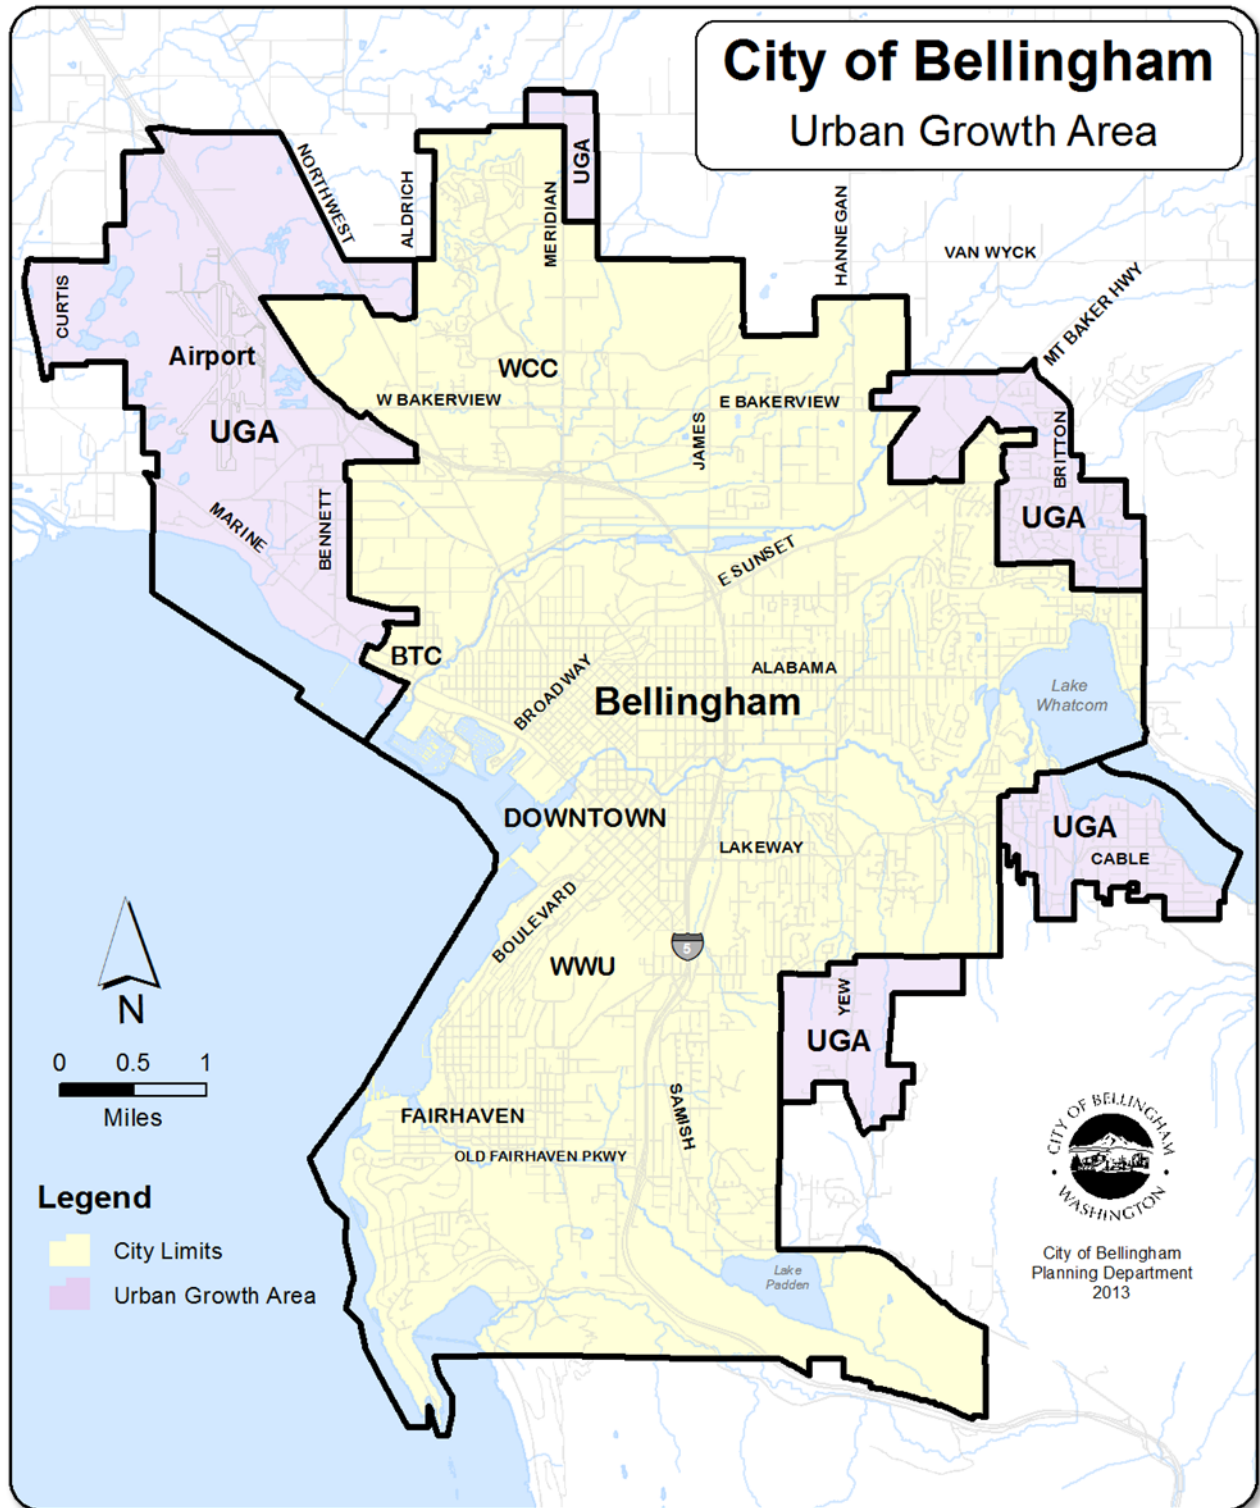 City of Bellingham
Urban Growth Area
UGA
NORTHWEST
ALDRICH
MERIDIAN
HANNEGAN
VAN WYCK
MT BAKER HWY
CURTIS
Airport
WCC
W BAKERVIEW
E BAKERVIEW
JAMES
UGA
BRITTON
UGA
MARINE
BENNETT
E SUNSET
BTC
ALABAMA
BROADWAY
Bellingham
Lake
Whatcom
DOWNTOWN
LAKEWAY
UGA
CABLE
BOULEVARD
5
WWU
YEW
UGA
N
0 0.5 1
Miles
SAMISH
FAIRHAVEN
OLD FAIRHAVEN PKWY
CITY OF BELLINGHAM
• WASHINGTON •
Legend
City Limits
Urban Growth Area
Lake
Padden
City of Bellingham
Planning Department
2013